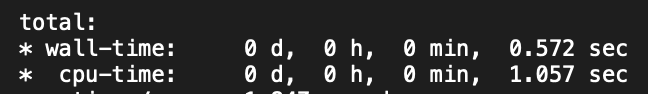 total:
* wall-time:     0 d,  0 h,  0 min,  0.572 sec
*  cpu-time:     0 d,  0 h,  0 min,  1.057 sec